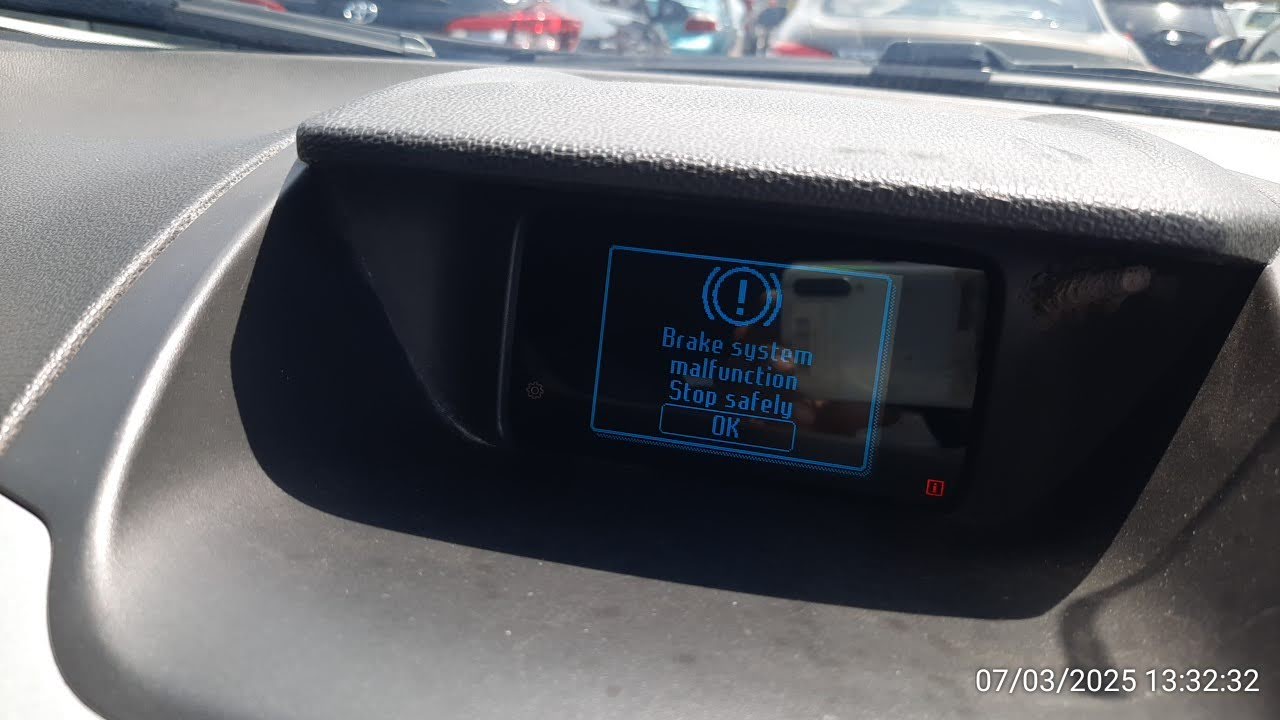 Brake system
malfunction
Stop safely
OK
07/03/2025 13:32:32